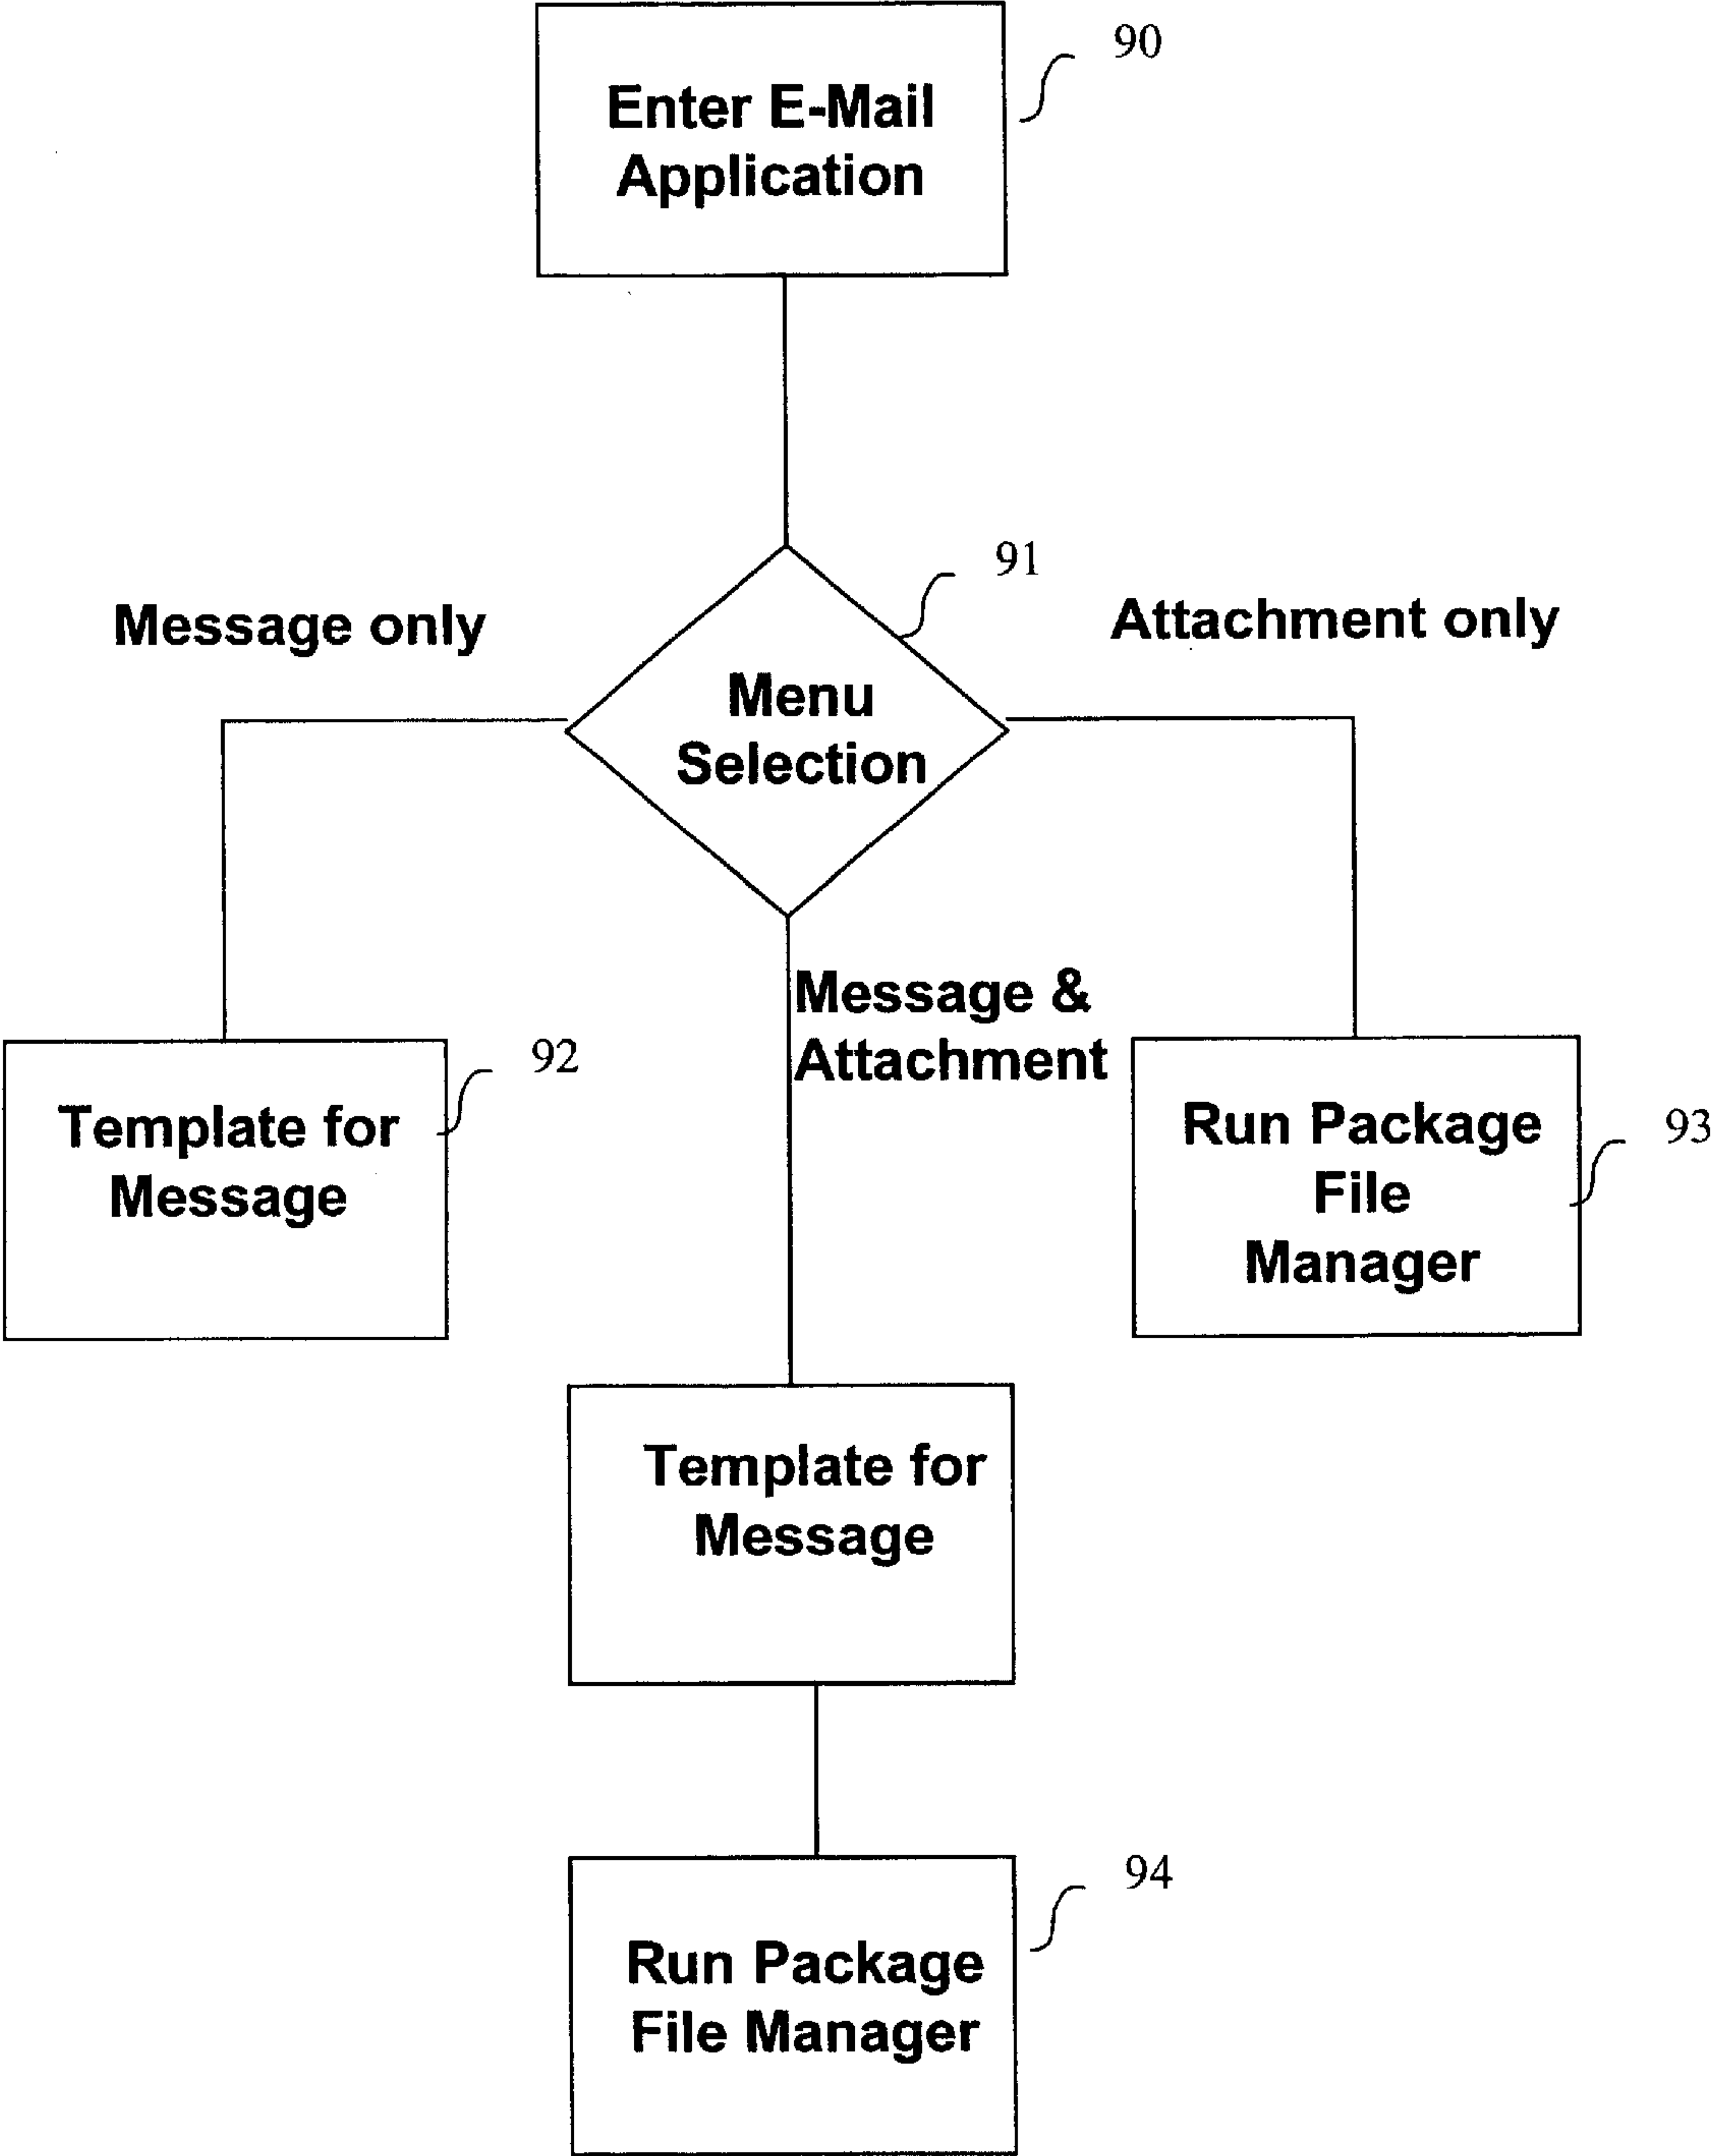 90
Enter E-Mail
Application
91
Message only
Attachment only
Menu
Selection
Message &
Attachment
92
Template for
Message
93
Run Package
File
Manager
Template for
Message
94
Run Package
File Manager